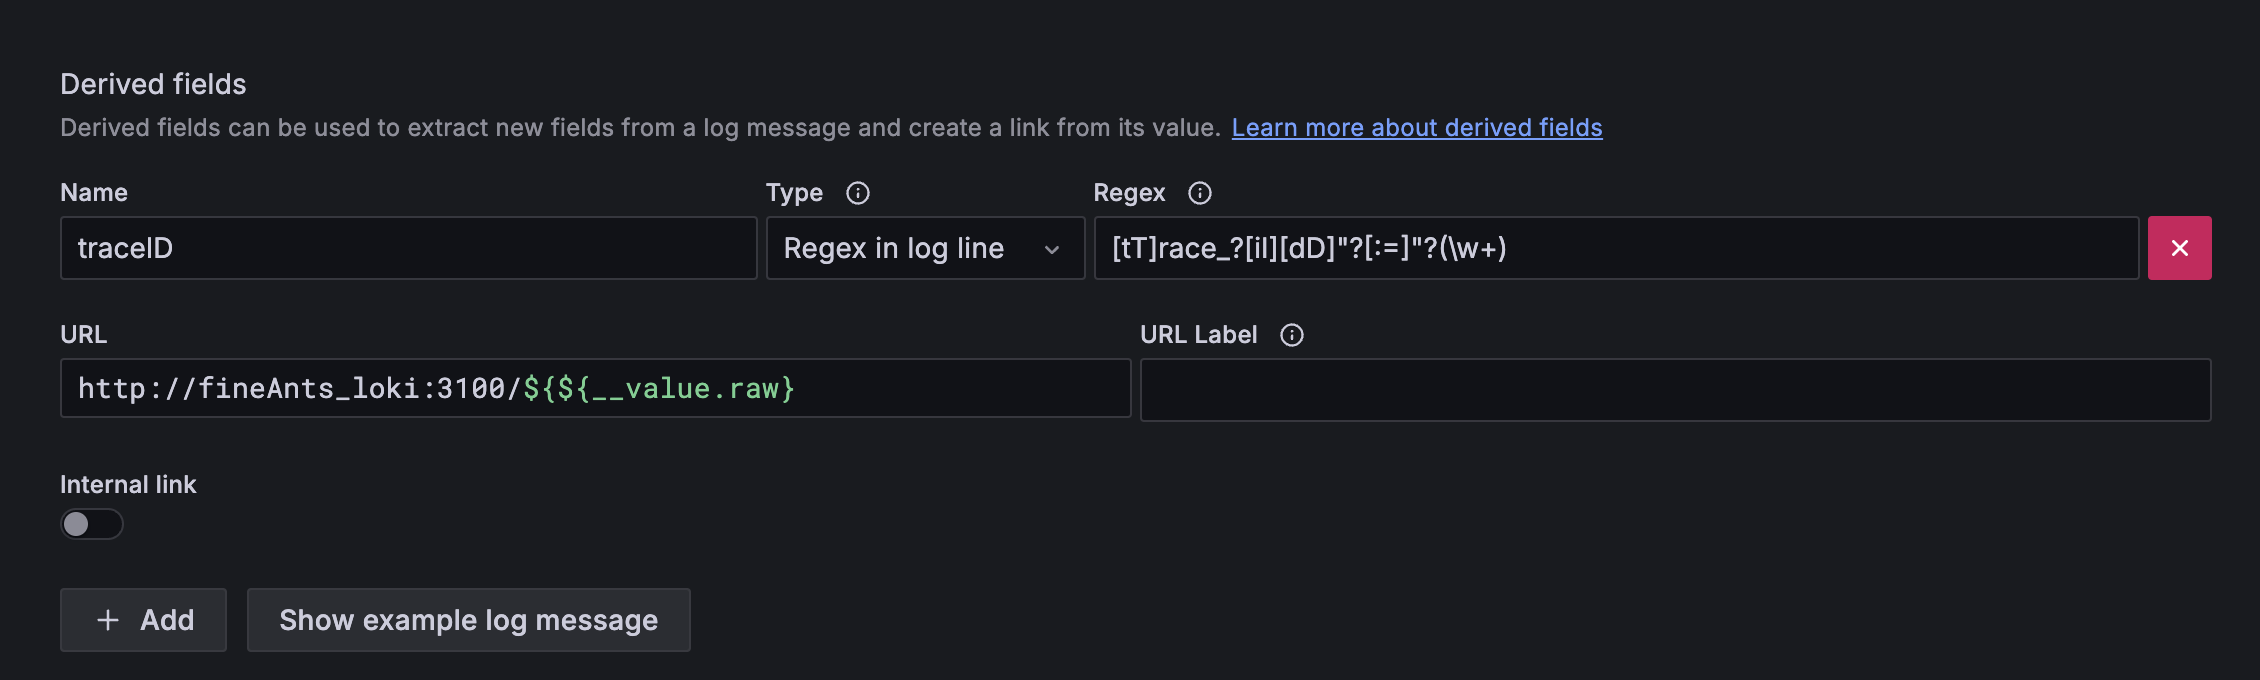 Derived fields
Derived fields can be used to extract new fields from a log message and create a link from its value. Learn more about derived fields
Name
Type
Regex
traceID
Regex in log line
[tT]race_?[iI][dD]"?[:=]"?(\w+)
URL
URL Label
http://fineAnts_loki:3100/${${__value.raw}
Internal link
Add
Show example log message